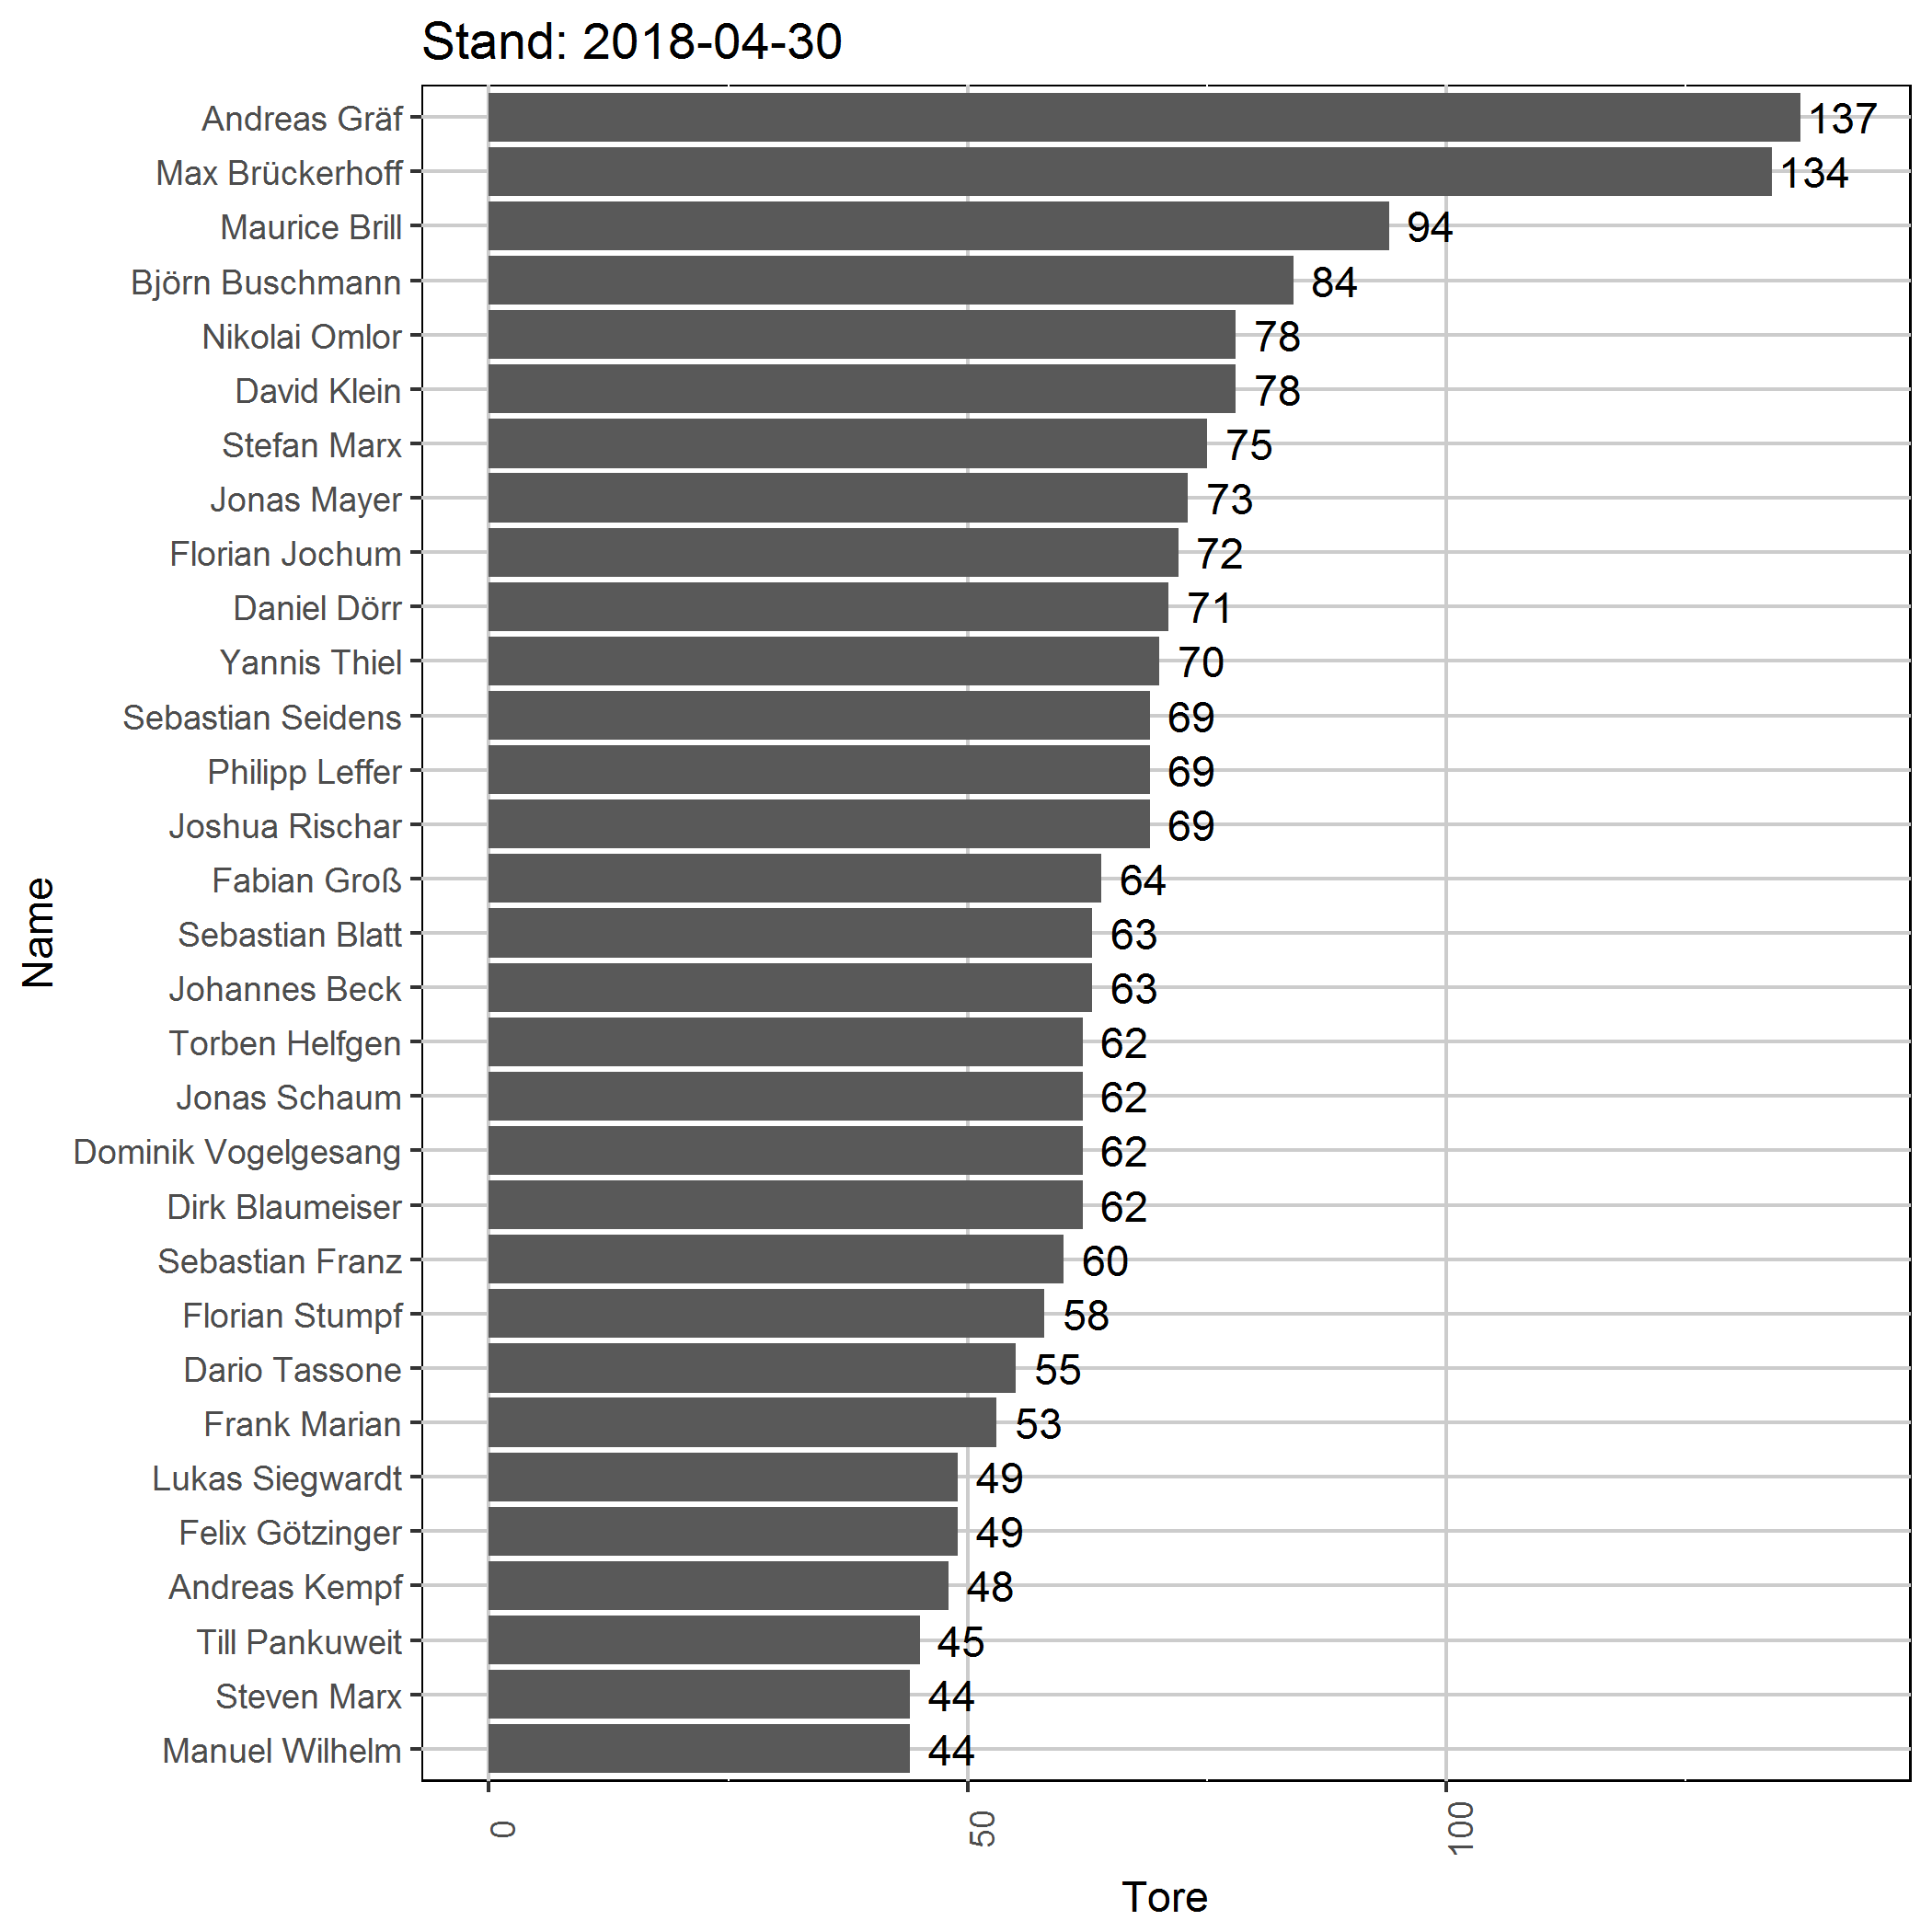 Stand: 2018-04-30
Andreas Gräf 137
Max Brückerhoff 134
Maurice Brill 94
Björn Buschmann 84
Nikolai Omlor 78
David Klein 78
Stefan Marx 75
Jonas Mayer 73
Florian Jochum 72
Daniel Dörr 71
Yannis Thiel 70
Sebastian Seidens 69
Philipp Leffer 69
Joshua Rischar 69
Fabian Groß 64
Sebastian Blatt 63
Johannes Beck 63
Torben Helfgen 62
Jonas Schaum 62
Dominik Vogelgesang 62
Dirk Blaumeiser 62
Sebastian Franz 60
Florian Stumpf 58
Dario Tassone 55
Frank Marian 53
Lukas Siegwardt 49
Felix Götzinger 49
Andreas Kempf 48
Till Pankuweit 45
Steven Marx 44
Manuel Wilhelm 44
Name
0 50 100
Tore